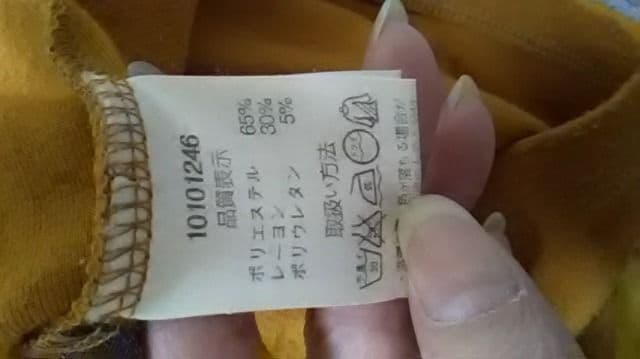 10101246
品質表示
ポリエステル 65%
レーヨン 30%
ポリウレタン 5%
取扱い方法